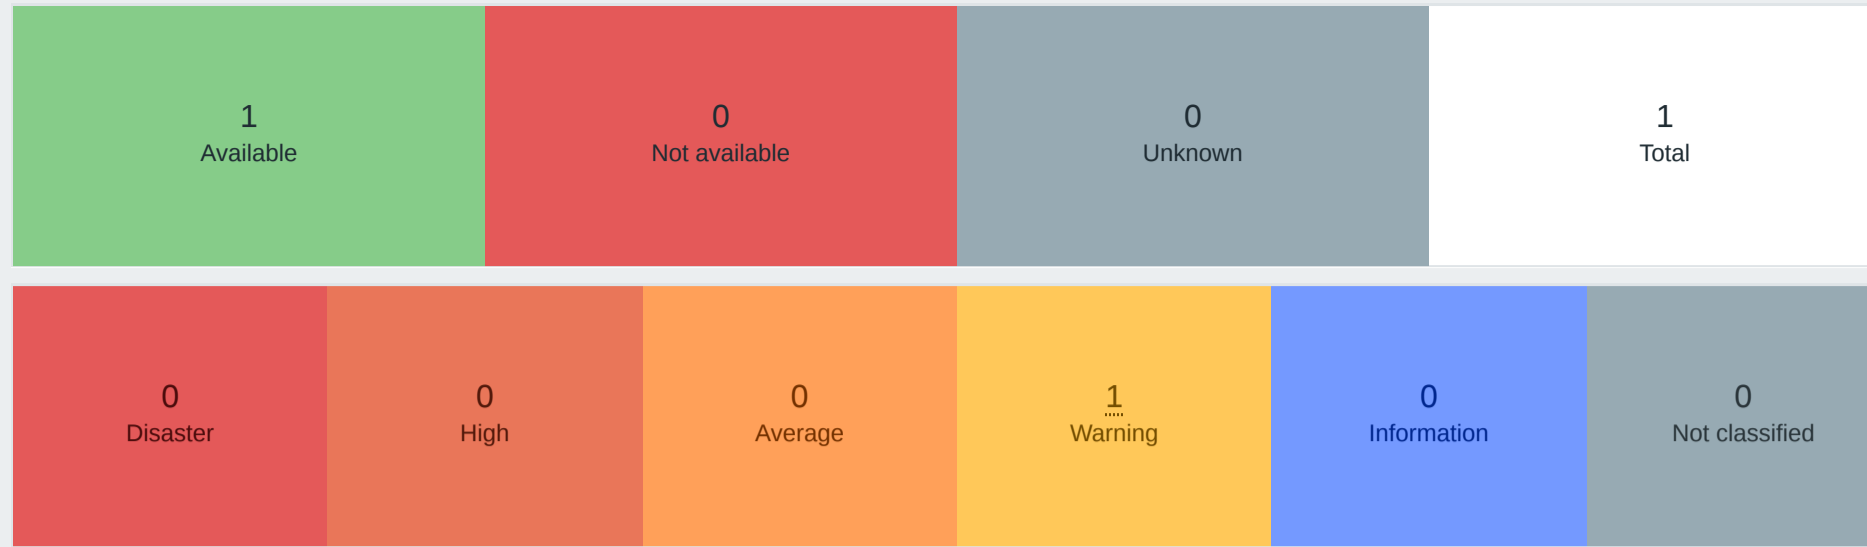 1
Available
0
Not available
0
Unknown
1
Total
0
Disaster
0
High
0
Average
1
Warning
0
Information
0
Not classified